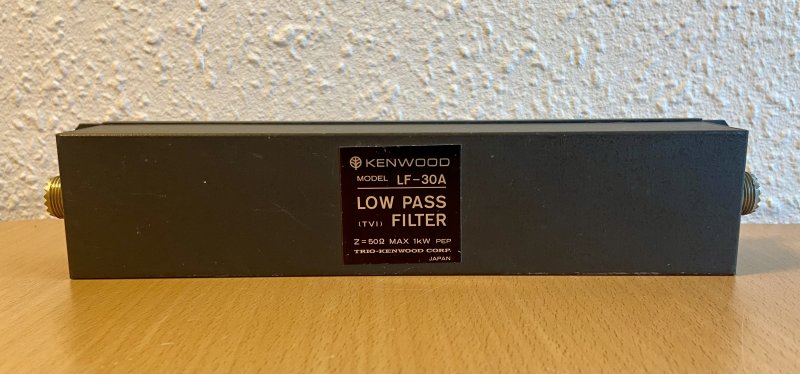 KENWOOD
MODEL LF-30A
LOW PASS
(TVI) FILTER
Z=50Ω MAX 1kW PEP
TRIO-KENWOOD CORP.
JAPAN